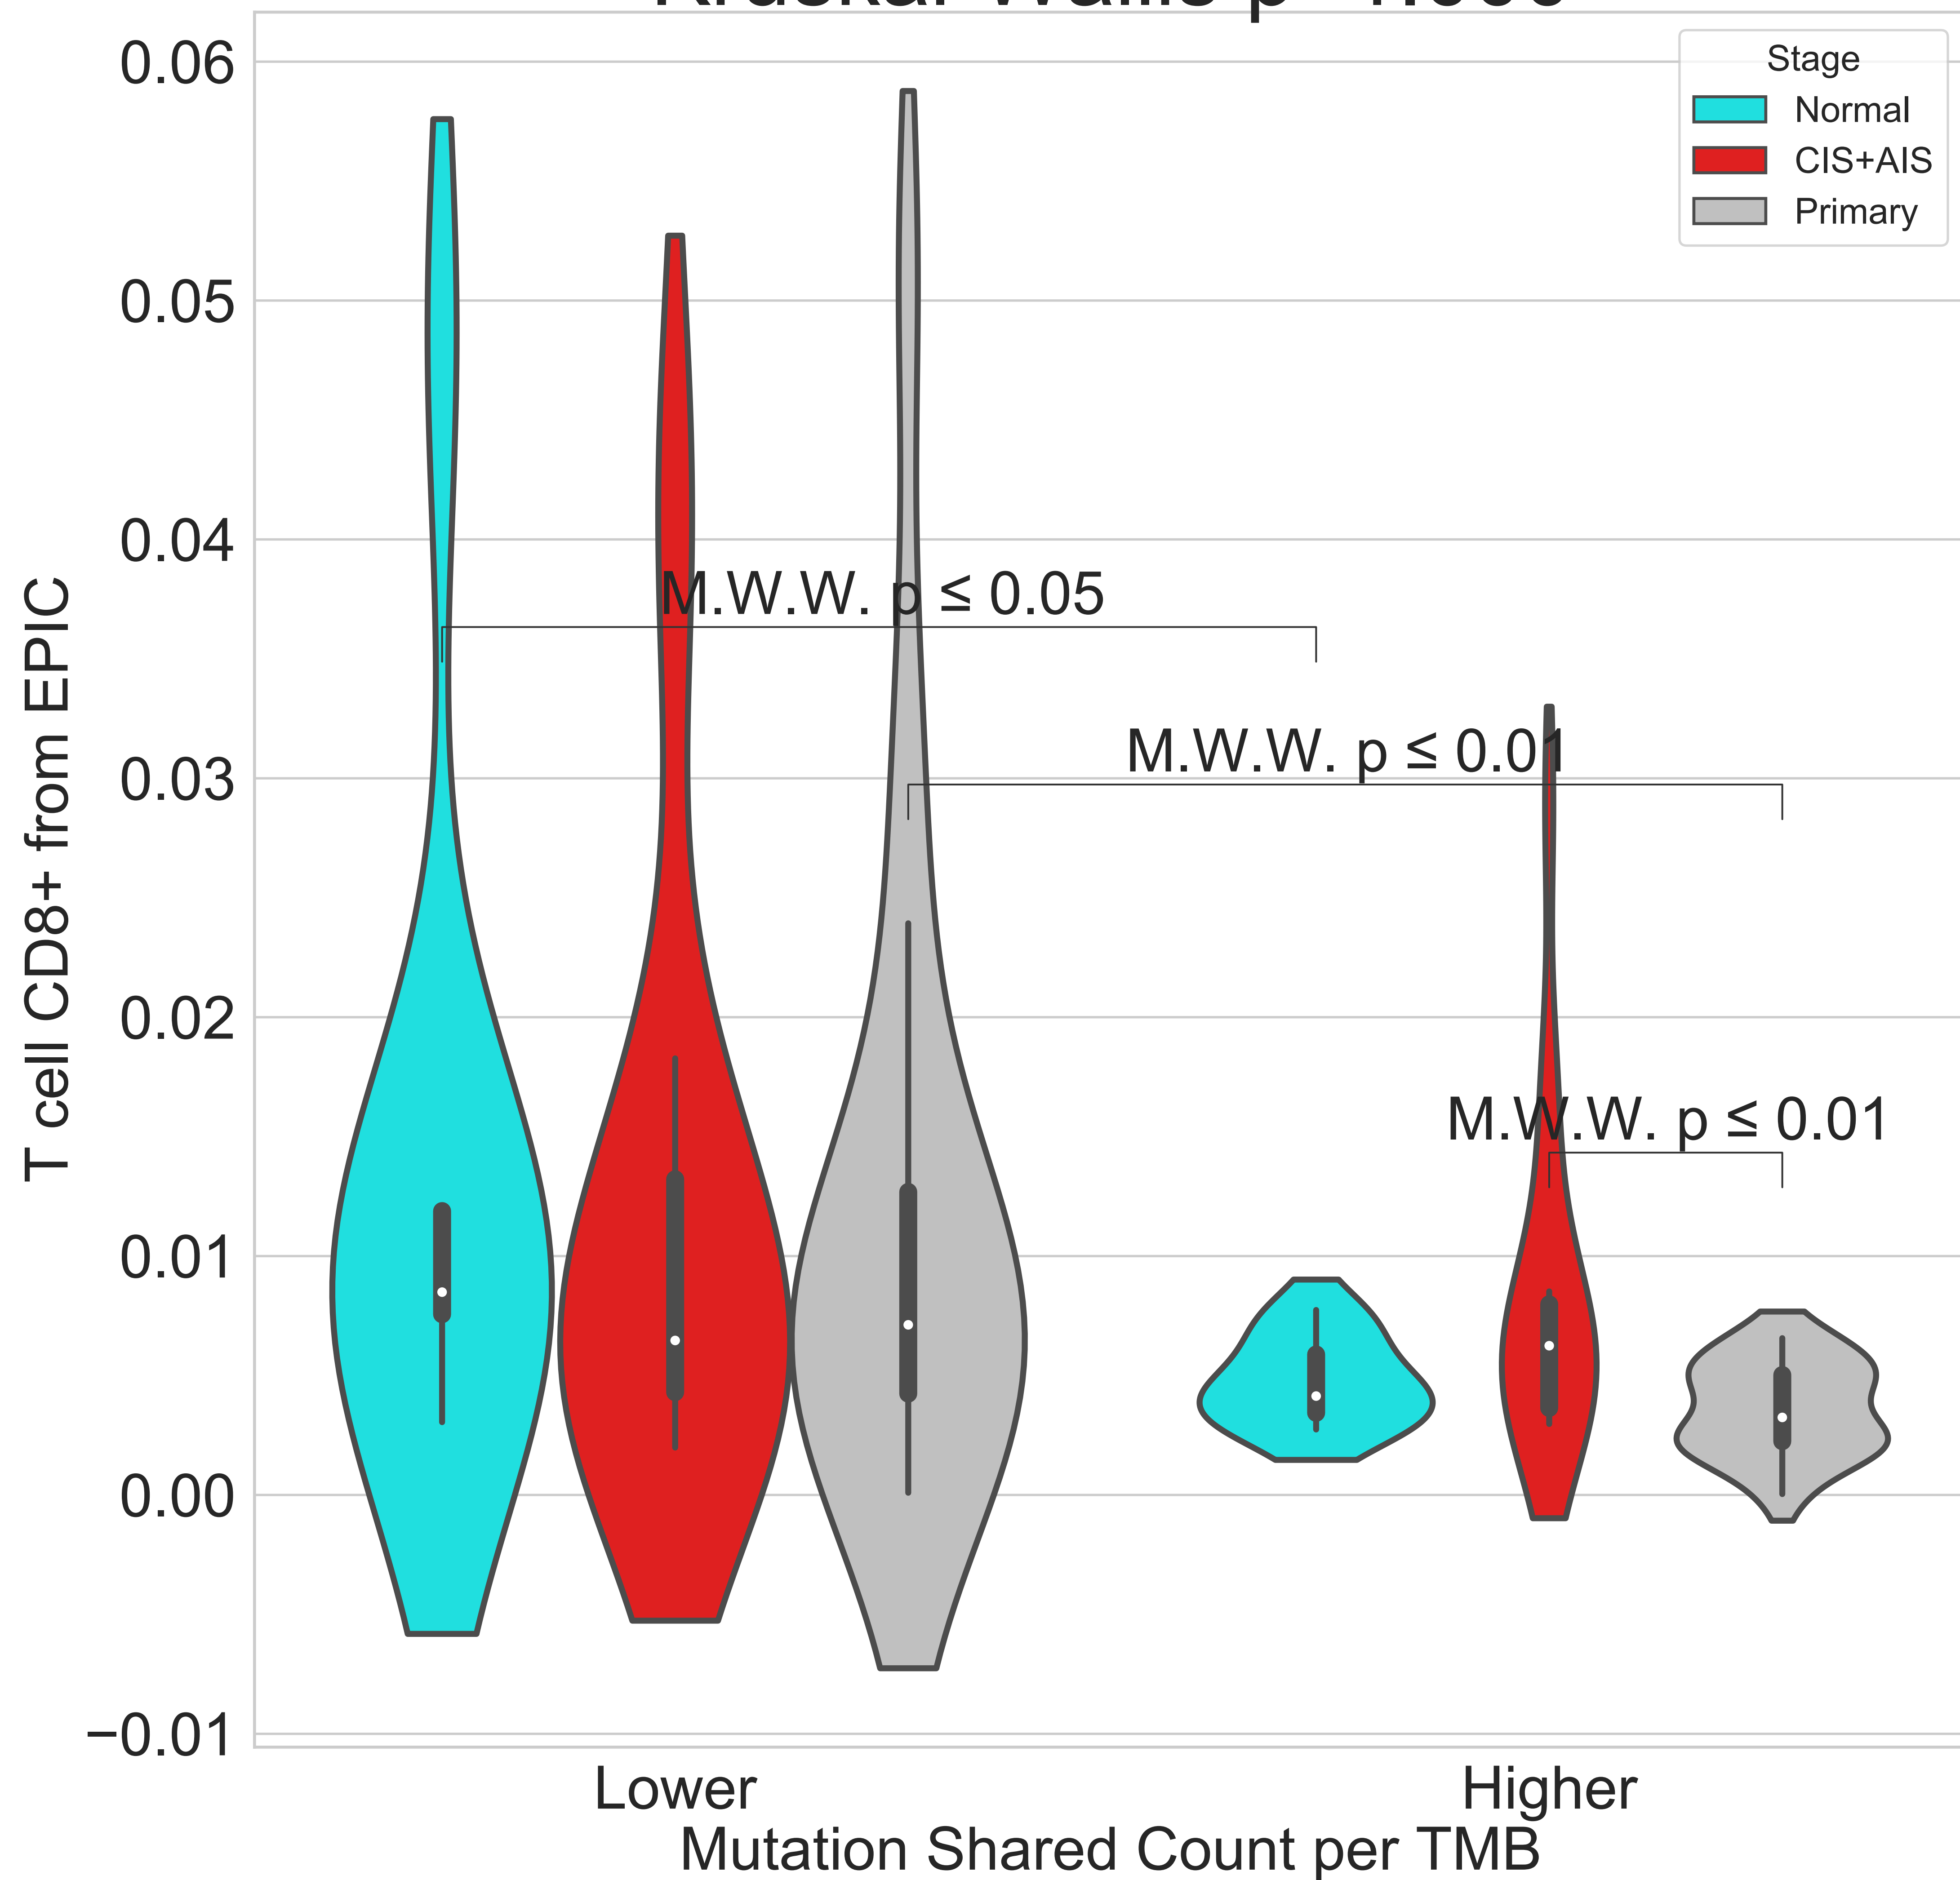 0.06
0.05
0.04
0.03
0.02
0.01
0.00
−0.01
T cell CD8+ from EPIC
Stage
Normal
CIS+AIS
Primary
M.W.W. p ≤ 0.05
M.W.W. p ≤ 0.01
M.W.W. p ≤ 0.01
Lower
Higher
Mutation Shared Count per TMB